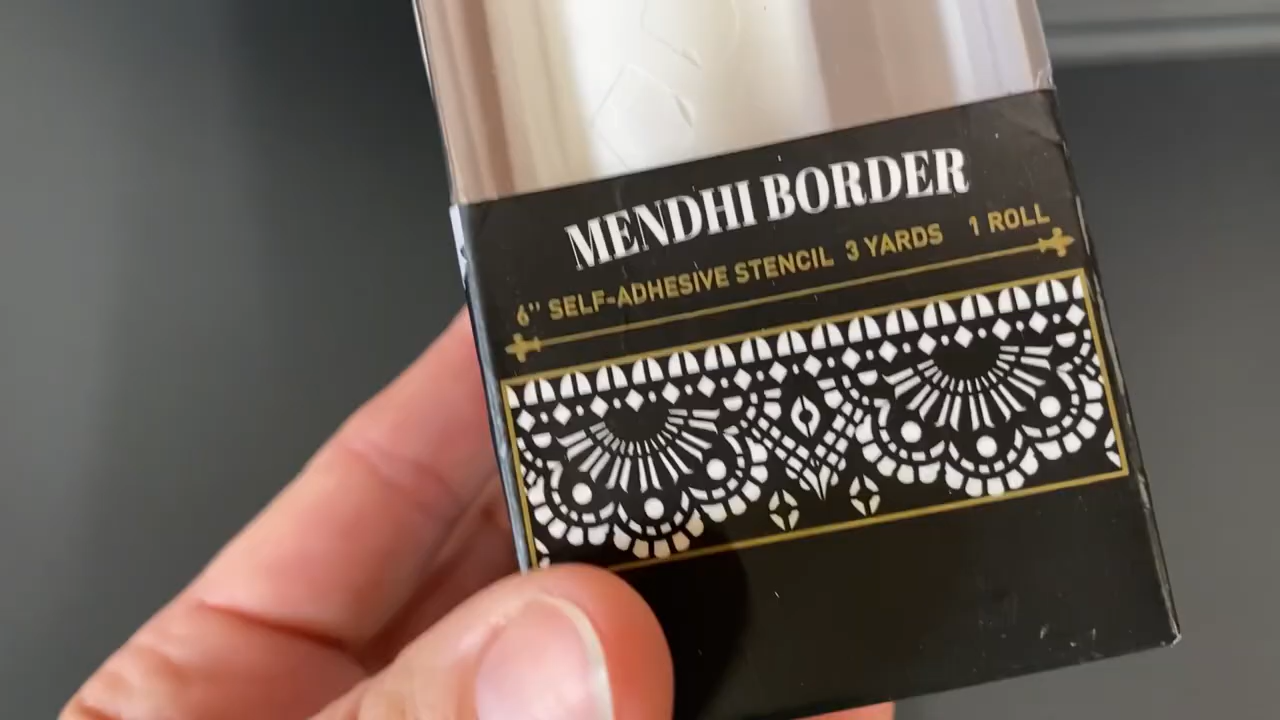 MENDHI BORDER
6" SELF-ADHESIVE STENCIL 3 YARDS 1 ROLL